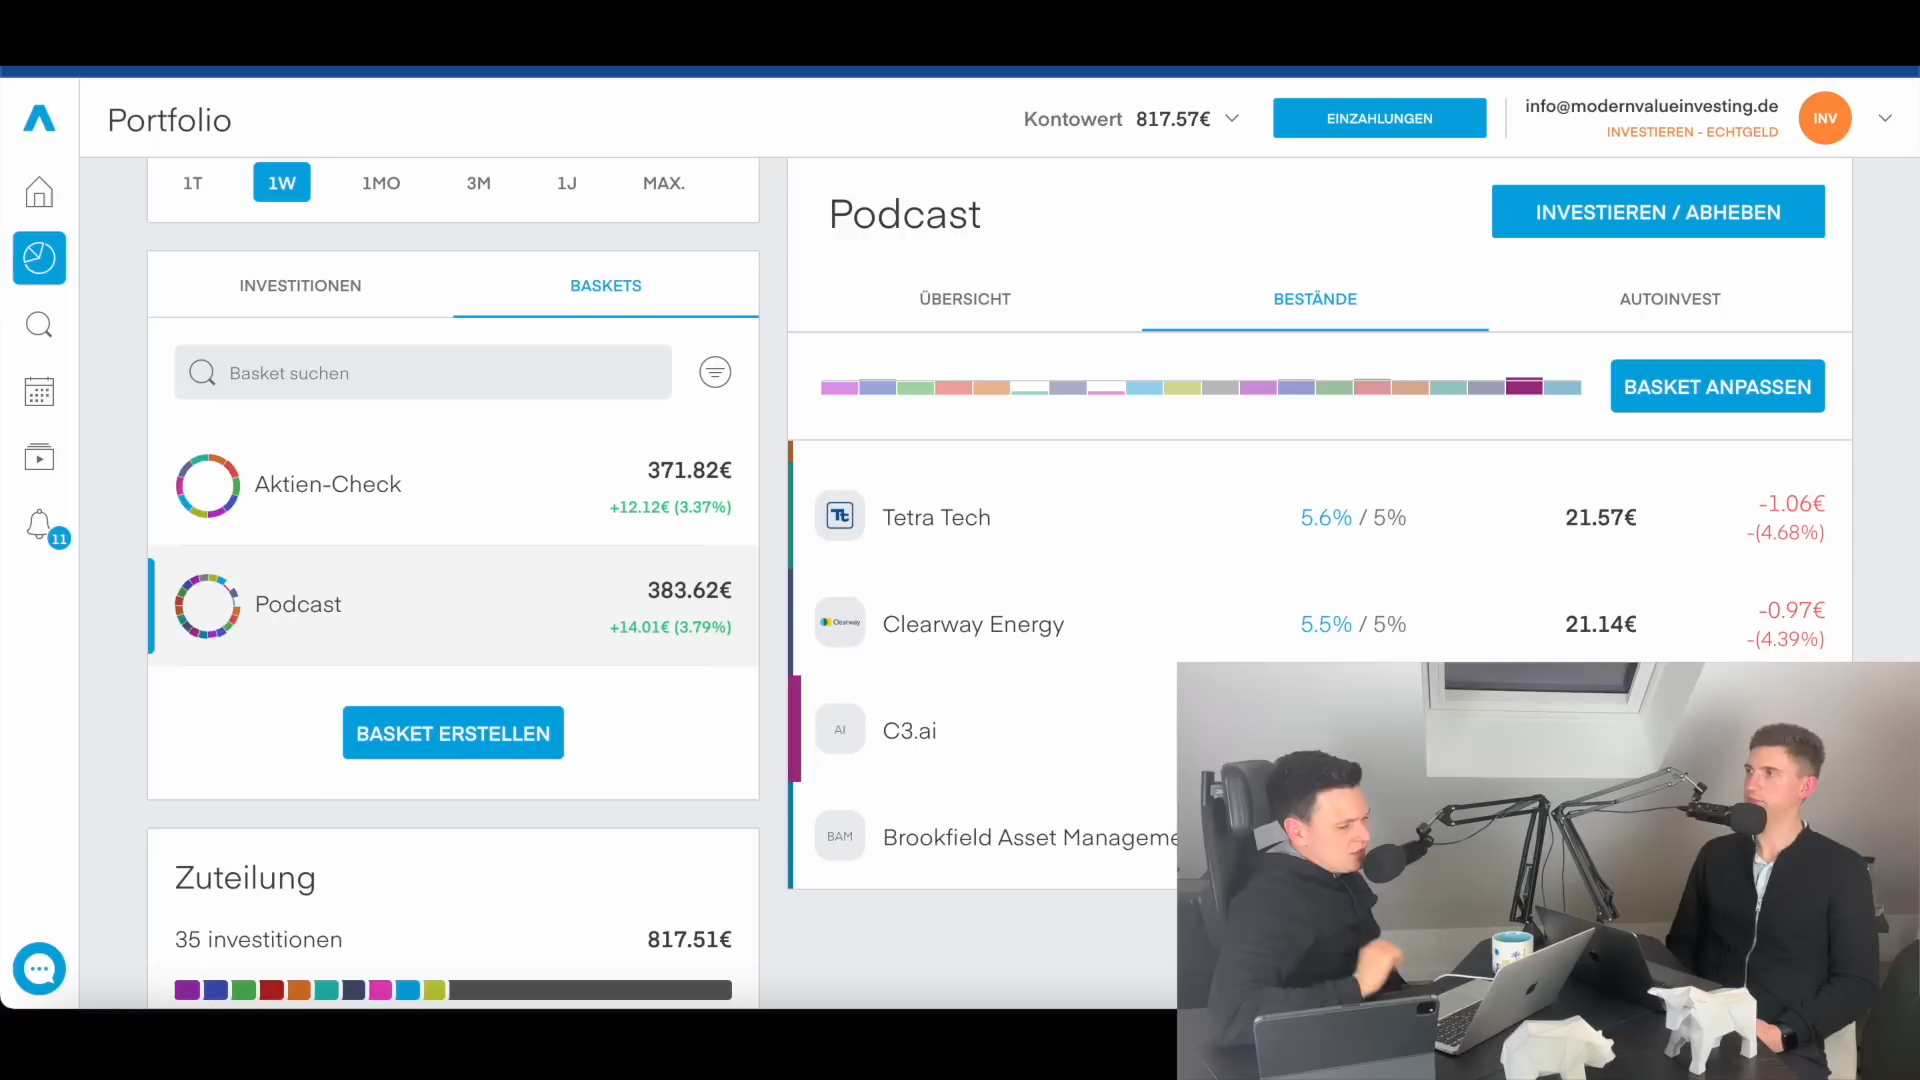 Portfolio
Kontowert 817.57€
EINZAHLUNGEN
info@modernvalueinvesting.de
INVESTIEREN - ECHTGELD
INV
1T
1W
1MO
3M
1J
MAX.
INVESTITIONEN
BASKETS
Basket suchen
Aktien-Check
371.82€
+12.12€ (3.37%)
Podcast
383.62€
+14.01€ (3.79%)
BASKET ERSTELLEN
Zuteilung
35 investitionen
817.51€
11
Podcast
INVESTIEREN / ABHEBEN
ÜBERSICHT
BESTÄNDE
AUTOINVEST
BASKET ANPASSEN
Tt
Tetra Tech
5.6% / 5%
21.57€
-1.06€
-(4.68%)
Clearway
Clearway Energy
5.5% / 5%
21.14€
-0.97€
-(4.39%)
AI
C3.ai
BAM
Brookfield Asset Manageme